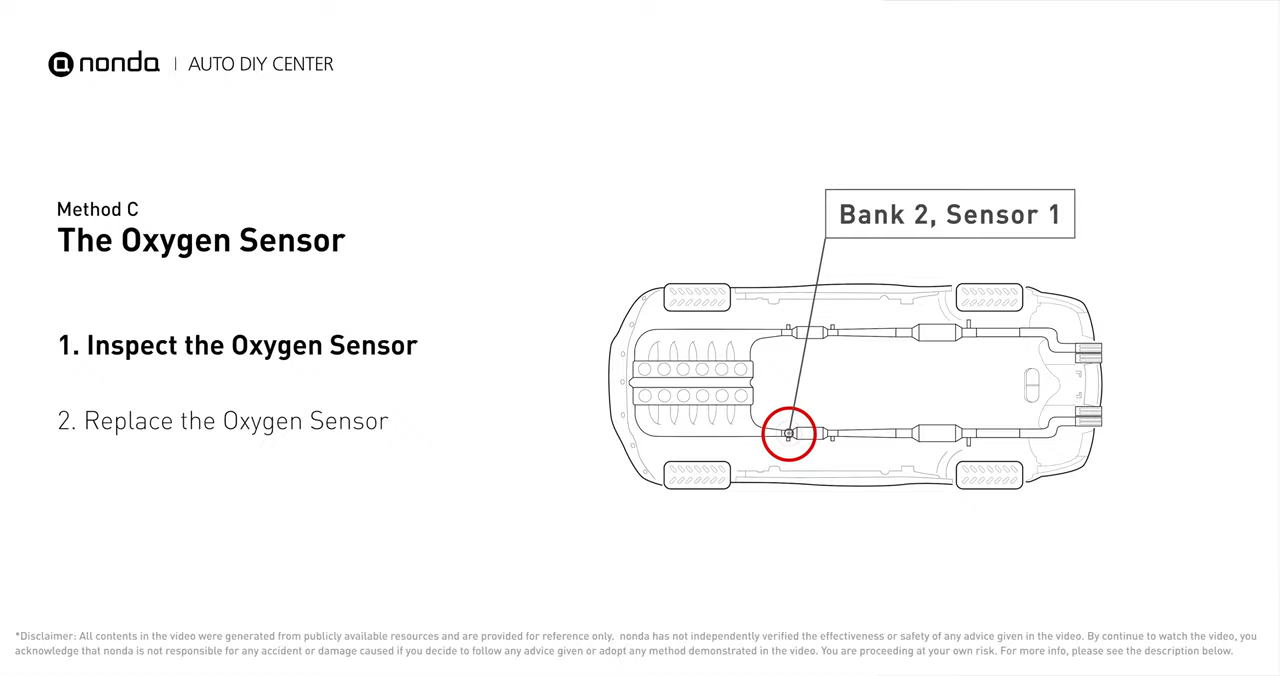 nonda | AUTO DIY CENTER
Method C
The Oxygen Sensor
1. Inspect the Oxygen Sensor
2. Replace the Oxygen Sensor
Bank 2, Sensor 1
*Disclaimer: All contents in the video were generated from publicly available resources and are provided for reference only. nonda has not independently verified the effectiveness or safety of any advice given in the video. By continue to watch the video, you
acknowledge that nonda is not responsible for any accident or damage caused if you decide to follow any advice given or adopt any method demonstrated in the video. You are proceeding at your own risk. For more info, please see the description below.